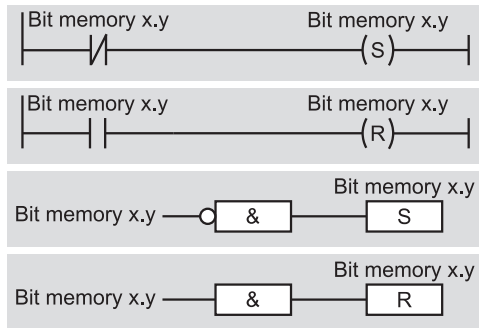 Bit memory x.y Bit memory x.y
S
Bit memory x.y Bit memory x.y
R
Bit memory x.y
Bit memory x.y & S
Bit memory x.y
Bit memory x.y & R